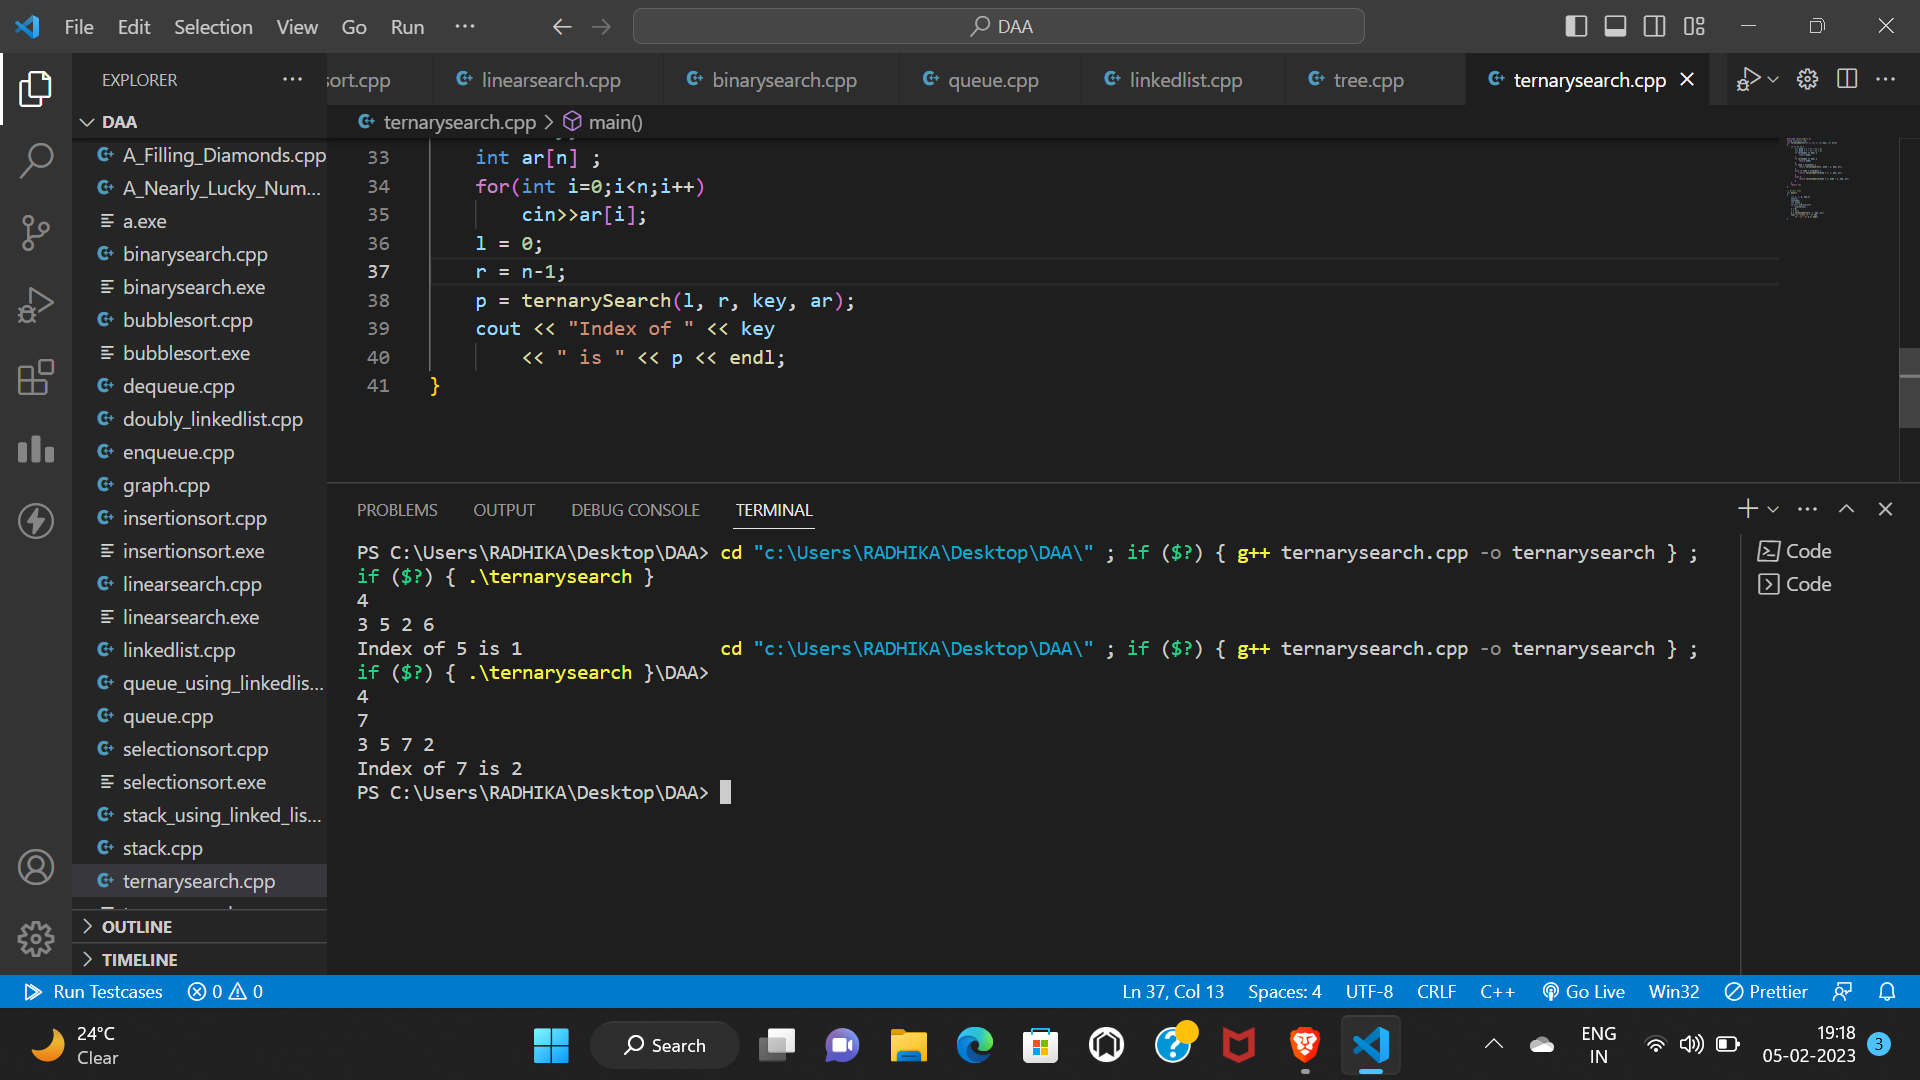 File Edit Selection View Go Run ··· DAA
EXPLORER ··· sort.cpp linearsearch.cpp binarysearch.cpp queue.cpp linkedlist.cpp tree.cpp ternarysearch.cpp
DAA
ternarysearch.cpp > main()
A_Filling_Diamonds.cpp
A_Nearly_Lucky_Num...
a.exe
binarysearch.cpp
binarysearch.exe
bubblesort.cpp
bubblesort.exe
dequeue.cpp
doubly_linkedlist.cpp
enqueue.cpp
graph.cpp
insertionsort.cpp
insertionsort.exe
linearsearch.cpp
linearsearch.exe
linkedlist.cpp
queue_using_linkedlis...
queue.cpp
selectionsort.cpp
selectionsort.exe
stack_using_linked_lis...
stack.cpp
ternarysearch.cpp
OUTLINE
TIMELINE
33 int ar[n] ;
34 for(int i=0;i<n;i++)
35 cin>>ar[i];
36 l = 0;
37 r = n-1;
38 p = ternarySearch(l, r, key, ar);
39 cout << "Index of " << key
40 << " is " << p << endl;
41 }
PROBLEMS OUTPUT DEBUG CONSOLE TERMINAL
PS C:\Users\RADHIKA\Desktop\DAA> cd "c:\Users\RADHIKA\Desktop\DAA\" ; if ($?) { g++ ternarysearch.cpp -o ternarysearch } ;
if ($?) { .\ternarysearch }
4
3 5 2 6
Index of 5 is 1 cd "c:\Users\RADHIKA\Desktop\DAA\" ; if ($?) { g++ ternarysearch.cpp -o ternarysearch } ;
if ($?) { .\ternarysearch }\DAA>
4
7
3 5 7 2
Index of 7 is 2
PS C:\Users\RADHIKA\Desktop\DAA>
Code
Code
Run Testcases 0 0 Ln 37, Col 13 Spaces: 4 UTF-8 CRLF C++ Go Live Win32 Prettier
24°C
Clear
Search
ENG
IN
19:18
05-02-2023
3